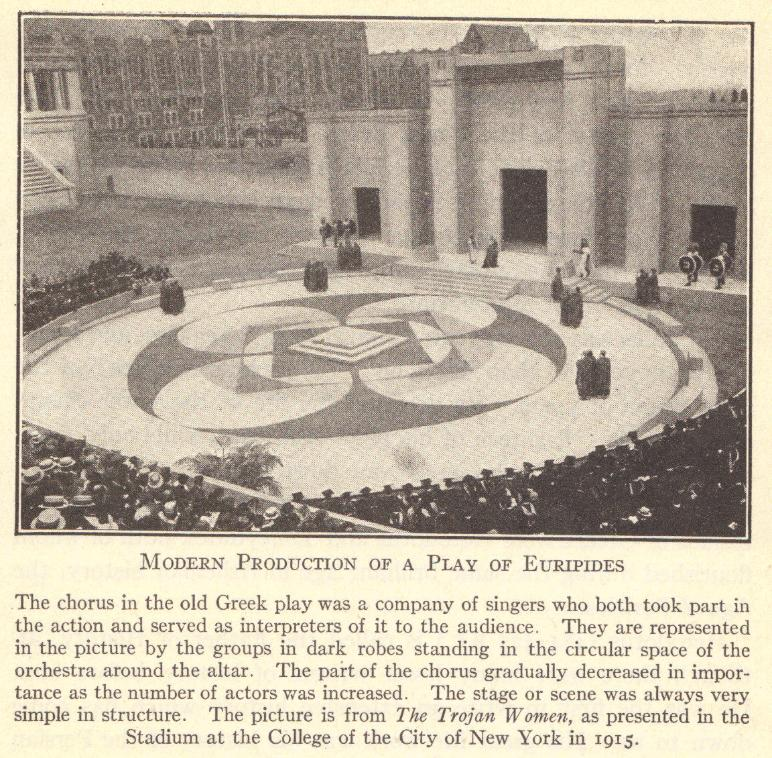 MODERN PRODUCTION OF A PLAY OF EURIPIDES
The chorus in the old Greek play was a company of singers who both took part in
the action and served as interpreters of it to the audience. They are represented
in the picture by the groups in dark robes standing in the circular space of the
orchestra around the altar. The part of the chorus gradually decreased in impor-
tance as the number of actors was increased. The stage or scene was always very
simple in structure. The picture is from The Trojan Women, as presented in the
Stadium at the College of the City of New York in 1915.